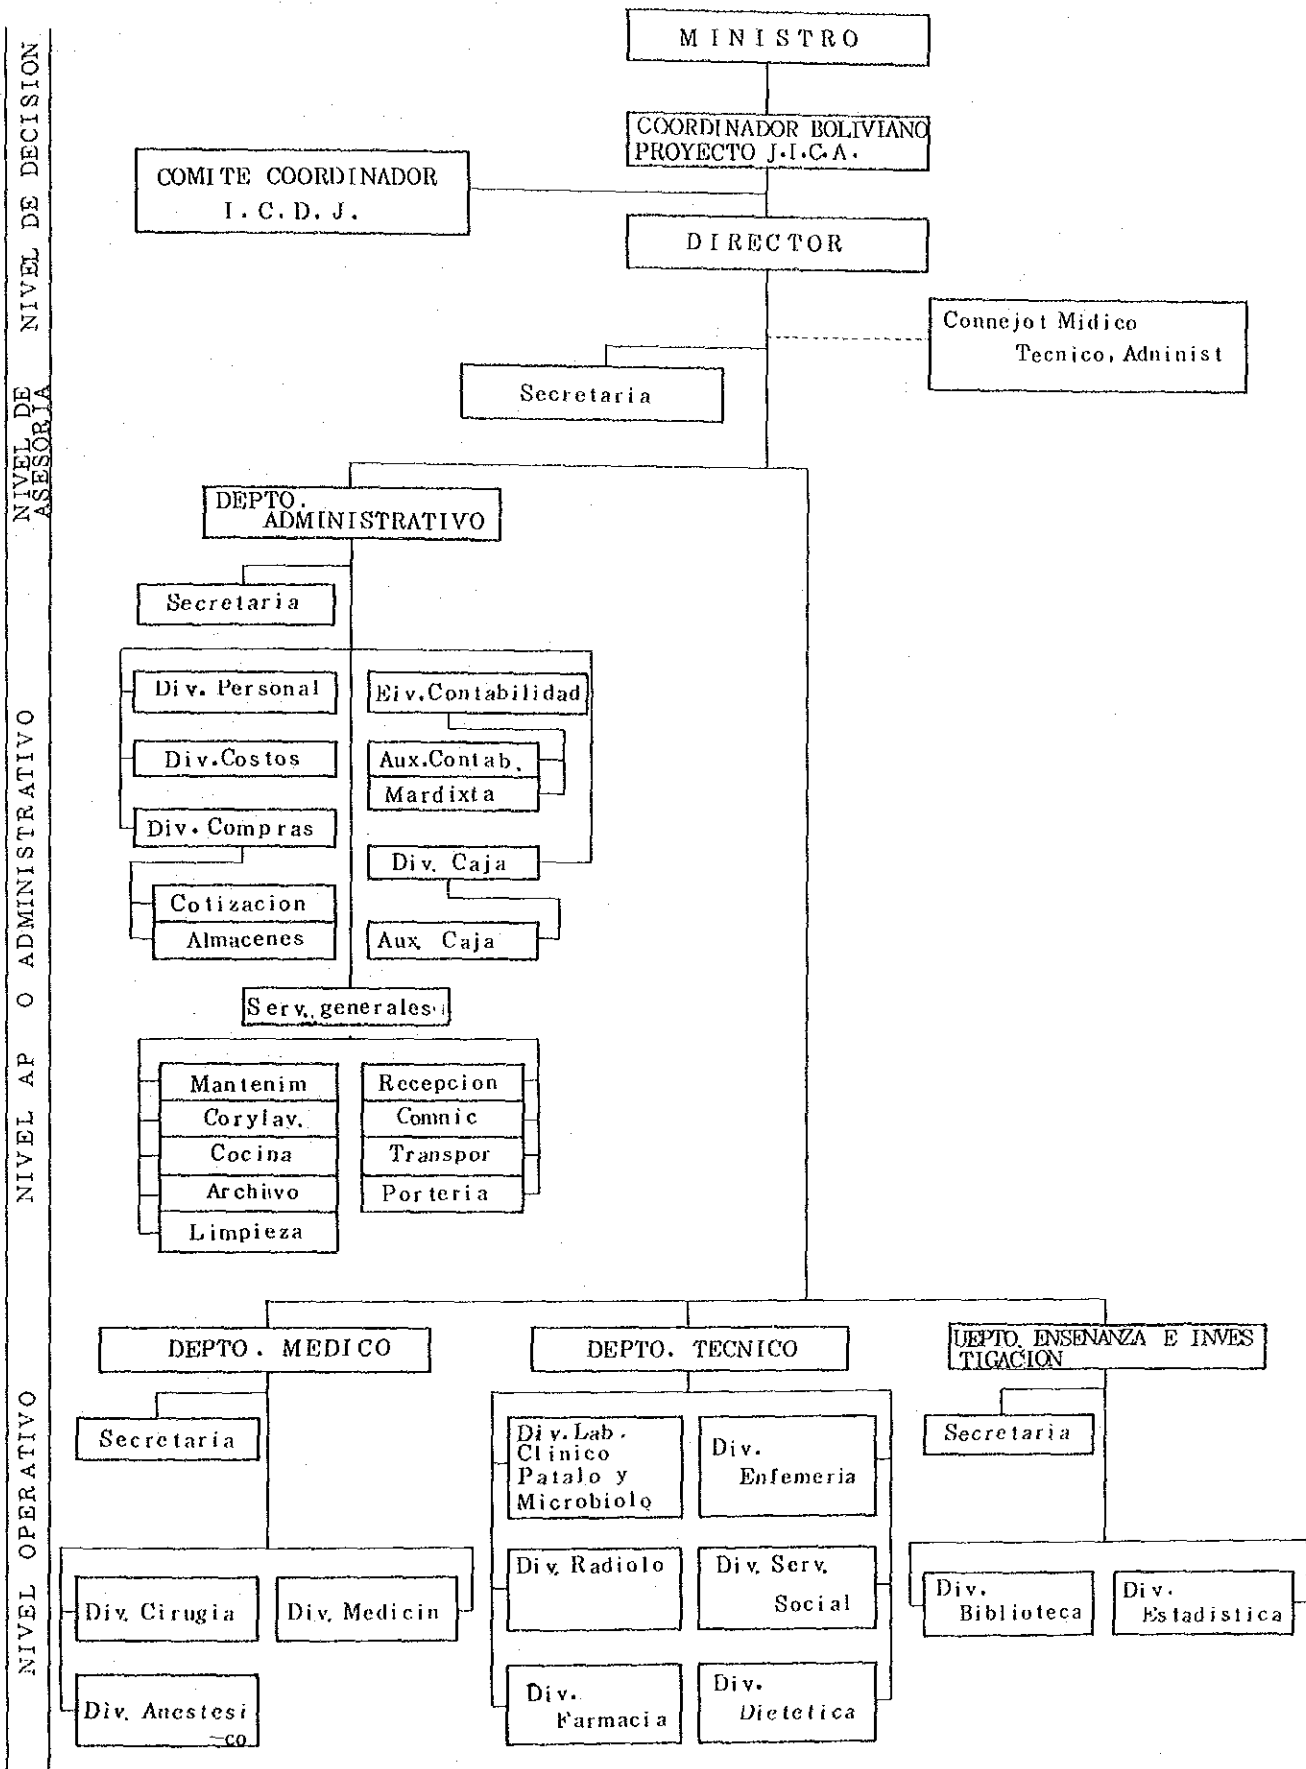 MINISTRO
COORDINADOR BOLIVIANO
PROYECTO J.I.C.A.
COMITE COORDINADOR
I.C.D.J.
DIRECTOR
Connejot Midico
Tecnico, Adninist
Secretaria
DEPTO.
ADMINISTRATIVO
Secretaria
Div. Personal
Eiv.Contabilidad
Div.Costos
Aux.Contab.
Mardixta
Div. Compras
Div. Caja
Cotizacion
Almacenes
Aux. Caja
Serv. generales
Mantenim
Recepcion
Corylav.
Comnic
Cocina
Transpor
Archivo
Porteria
Limpieza
DEPTO. MEDICO
DEPTO. TECNICO
UEPTO. ENSENANZA E INVES
TIGACION
Secretaria
Div.Lab.
Clinico
Patalo y
Microbiolo
Div.
Enfemeria
Secretaria
Div. Cirugia
Div. Medicin
Div. Radiolo
Div. Serv.
Social
Div.
Biblioteca
Div.
Estadistica
Div. Anestesi
-co
Div.
Farmacia
Div.
Dietetica
NIVEL DE DECISION
NIVEL DE
ASESORIA
NIVEL AP O ADMINISTRATIVO
NIVEL OPERATIVO